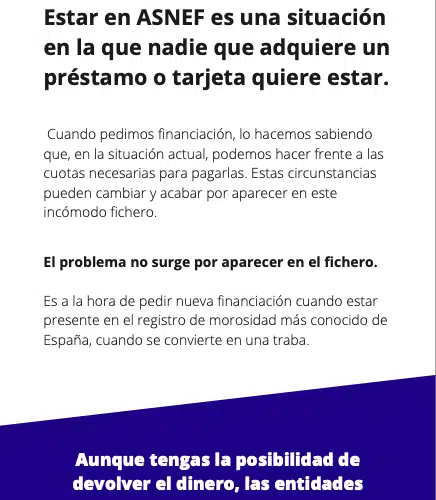 Estar en ASNEF es una situación
en la que nadie que adquiere un
préstamo o tarjeta quiere estar.
Cuando pedimos financiación, lo hacemos sabiendo
que, en la situación actual, podemos hacer frente a las
cuotas necesarias para pagarlas. Estas circunstancias
pueden cambiar y acabar por aparecer en este
incómodo fichero.
El problema no surge por aparecer en el fichero.
Es a la hora de pedir nueva financiación cuando estar
presente en el registro de morosidad más conocido de
España, cuando se convierte en una traba.
Aunque tengas la posibilidad de
devolver el dinero, las entidades